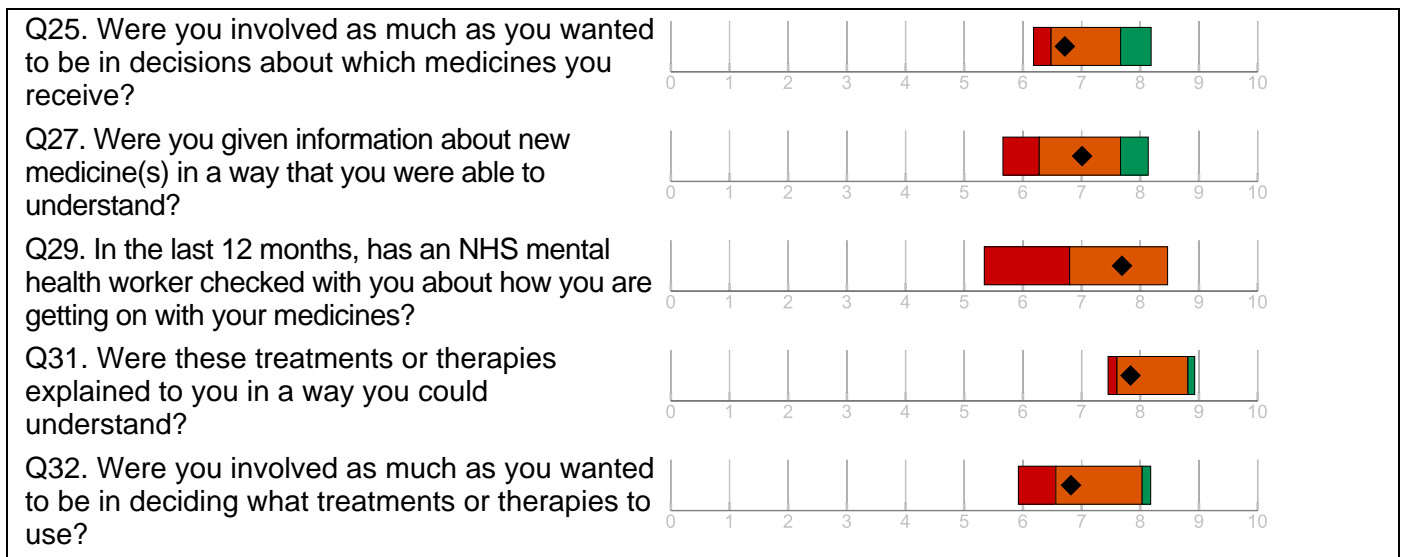 Q25. Were you involved as much as you wanted
to be in decisions about which medicines you
receive?
0 1 2 3 4 5 6 7 8 9 10
Q27. Were you given information about new
medicine(s) in a way that you were able to
understand?
0 1 2 3 4 5 6 7 8 9 10
Q29. In the last 12 months, has an NHS mental
health worker checked with you about how you are
getting on with your medicines?
0 1 2 3 4 5 6 7 8 9 10
Q31. Were these treatments or therapies
explained to you in a way you could
understand?
0 1 2 3 4 5 6 7 8 9 10
Q32. Were you involved as much as you wanted
to be in deciding what treatments or therapies to
use?
0 1 2 3 4 5 6 7 8 9 10